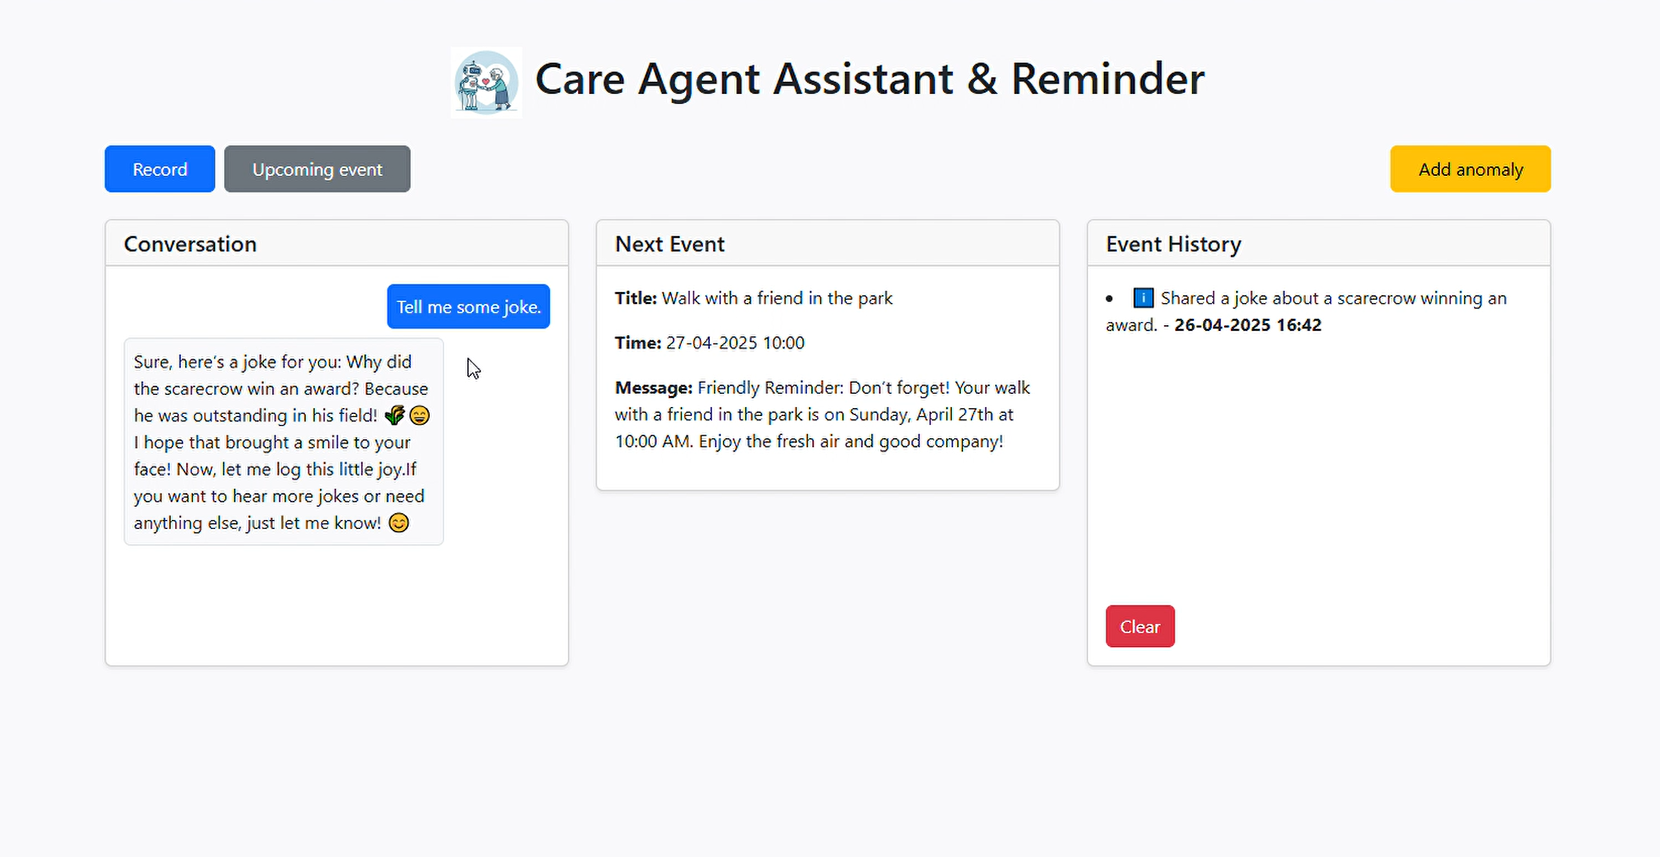 Care Agent Assistant & Reminder
Record
Upcoming event
Add anomaly
Conversation
Tell me some joke.
Sure, here's a joke for you: Why did
the scarecrow win an award? Because
he was outstanding in his field! 🌾😄
I hope that brought a smile to your
face! Now, let me log this little joy.If
you want to hear more jokes or need
anything else, just let me know! 😊
Next Event
Title: Walk with a friend in the park
Time: 27-04-2025 10:00
Message: Friendly Reminder: Don't forget! Your walk
with a friend in the park is on Sunday, April 27th at
10:00 AM. Enjoy the fresh air and good company!
Event History
• ℹ️ Shared a joke about a scarecrow winning an
award. - 26-04-2025 16:42
Clear